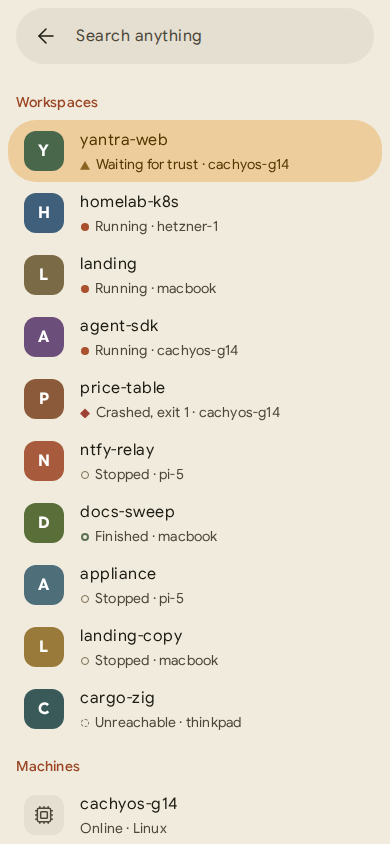 Search anything
Workspaces
Y
yantra-web
Waiting for trust · cachyos-g14
H
homelab-k8s
Running · hetzner-1
L
landing
Running · macbook
A
agent-sdk
Running · cachyos-g14
P
price-table
Crashed, exit 1 · cachyos-g14
N
ntfy-relay
Stopped · pi-5
D
docs-sweep
Finished · macbook
A
appliance
Stopped · pi-5
L
landing-copy
Stopped · macbook
C
cargo-zig
Unreachable · thinkpad
Machines
cachyos-g14
Online · Linux